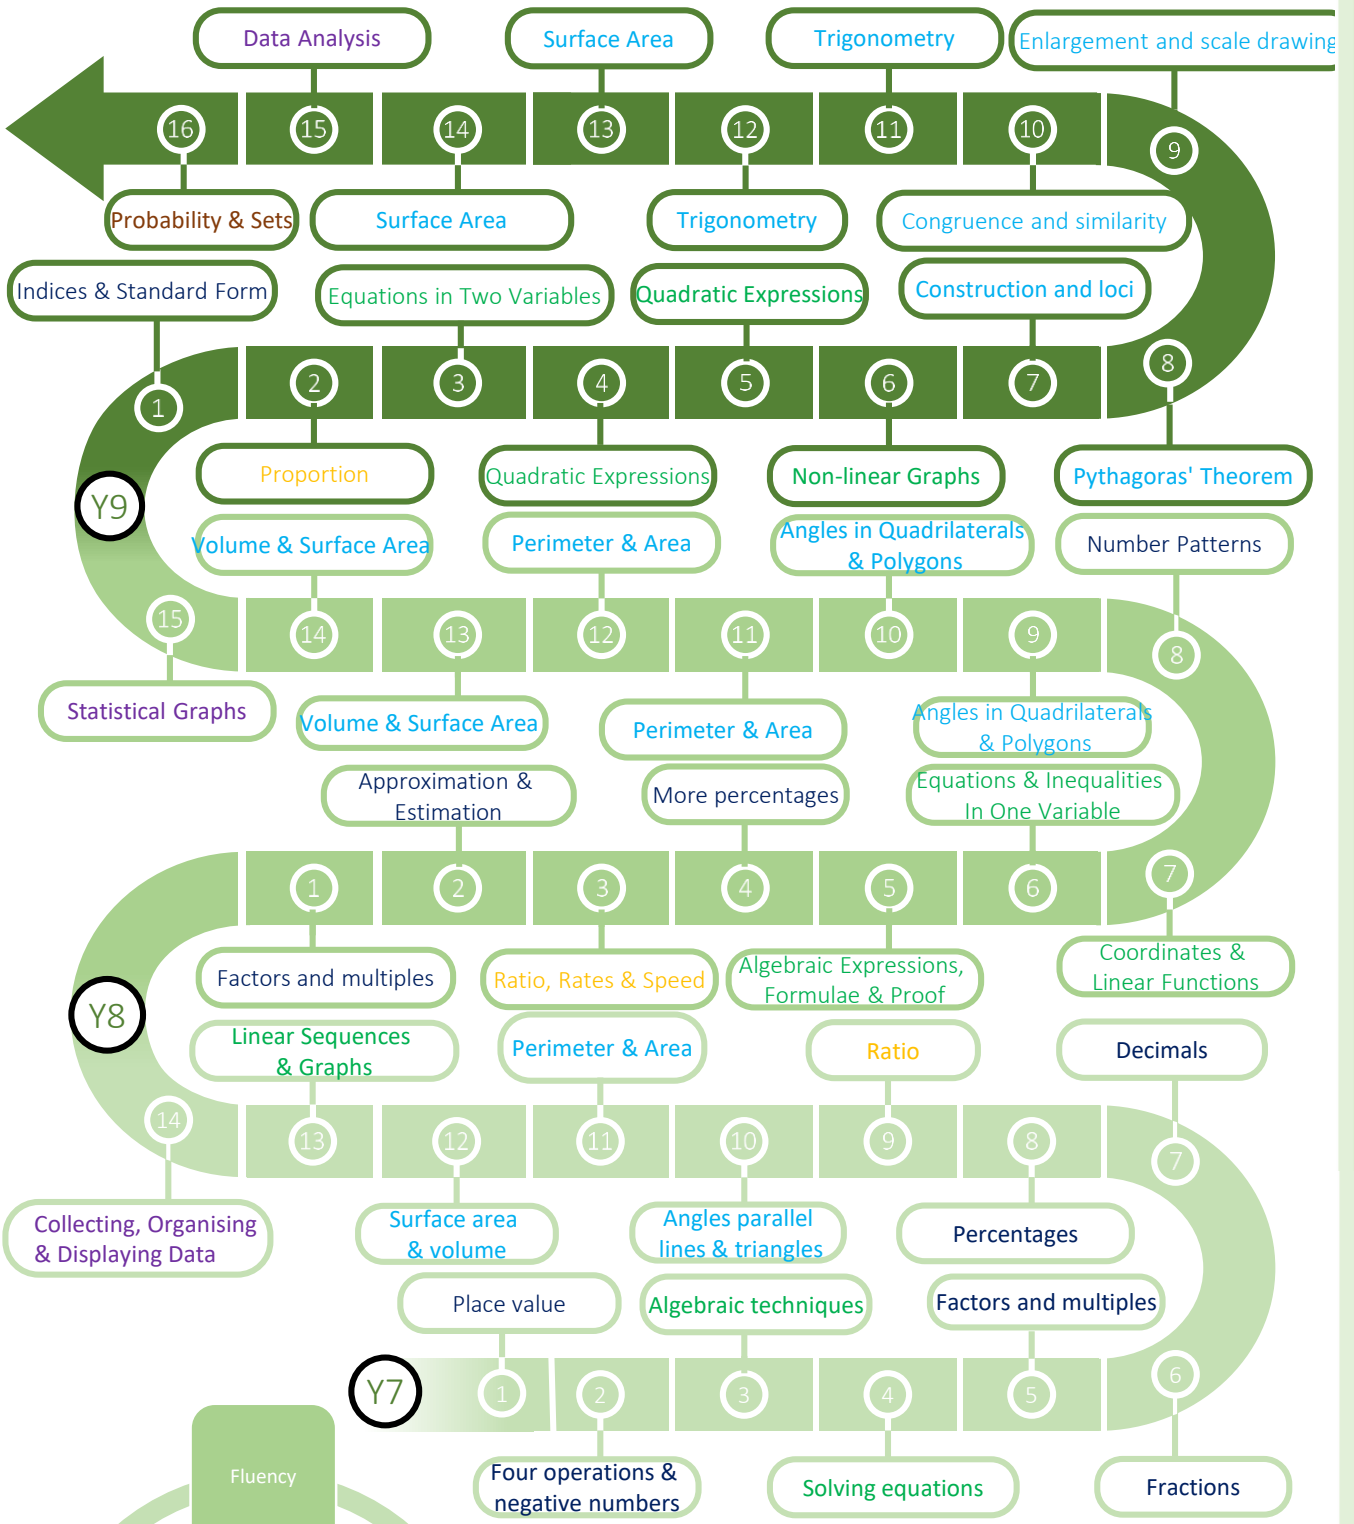 Data Analysis
Surface Area
Trigonometry
Enlargement and scale drawing
16
15
14
13
12
11
10
9
Probability & Sets
Surface Area
Trigonometry
Congruence and similarity
Indices & Standard Form
Equations in Two Variables
Quadratic Expressions
Construction and loci
1
2
3
4
5
6
7
8
Proportion
Quadratic Expressions
Non-linear Graphs
Pythagoras' Theorem
Y9
Volume & Surface Area
Perimeter & Area
Angles in Quadrilaterals
& Polygons
Number Patterns
15
14
13
12
11
10
9
8
Statistical Graphs
Volume & Surface Area
Perimeter & Area
Angles in Quadrilaterals
& Polygons
Approximation &
Estimation
More percentages
Equations & Inequalities
In One Variable
1
2
3
4
5
6
7
Factors and multiples
Ratio, Rates & Speed
Algebraic Expressions,
Formulae & Proof
Coordinates &
Linear Functions
Y8
Linear Sequences
& Graphs
Perimeter & Area
Ratio
Decimals
14
13
12
11
10
9
8
7
Collecting, Organising
& Displaying Data
Surface area
& volume
Angles parallel
lines & triangles
Percentages
Place value
Algebraic techniques
Factors and multiples
Y7
1
2
3
4
5
6
Four operations &
negative numbers
Solving equations
Fractions
Fluency